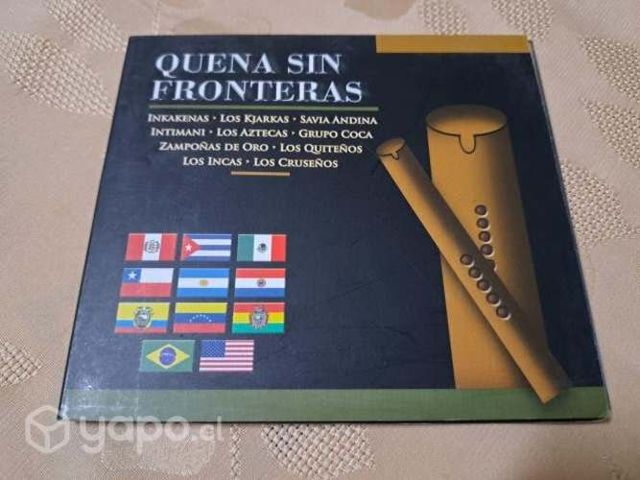 QUENA SIN
FRONTERAS
INKAKENAS · LOS KJARKAS · SAVIA ANDINA
INTIMANI · LOS AZTECAS · GRUPO COCA
ZAMPOÑAS DE ORO · LOS QUITEÑOS
LOS INCAS · LOS CRUSEÑOS
yapo.cl